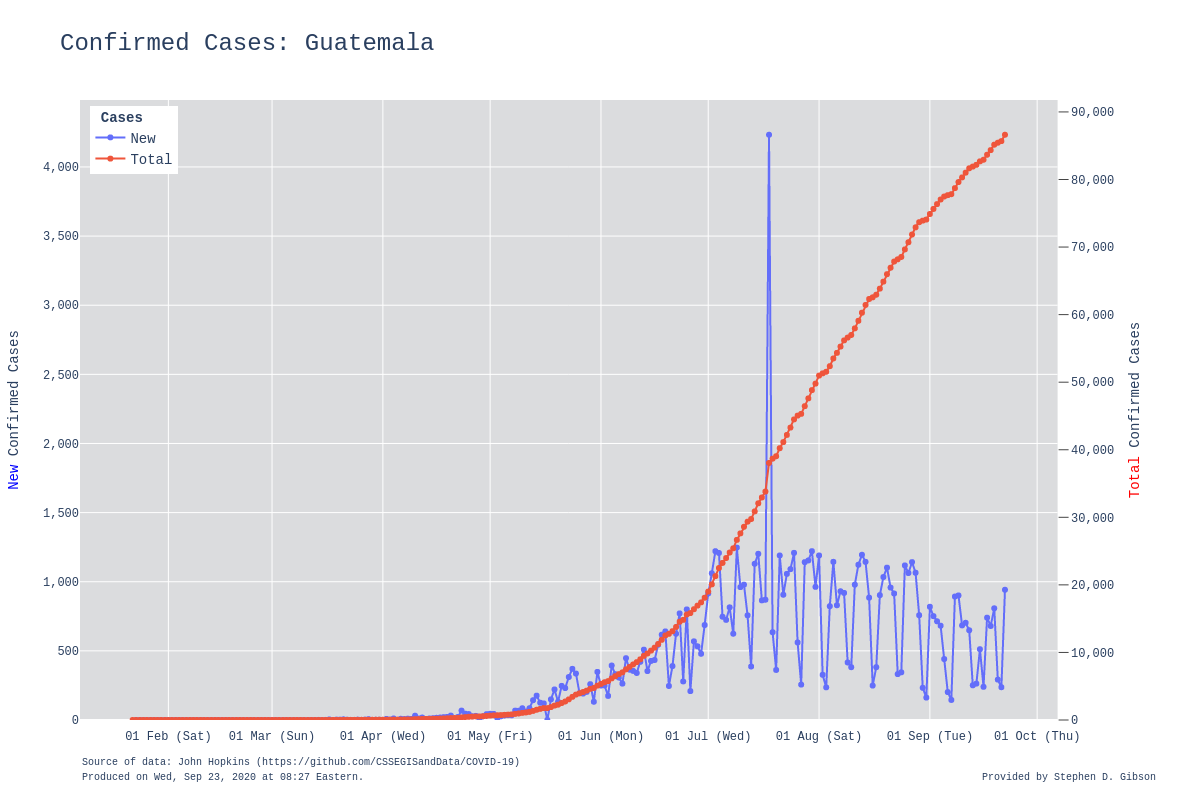 Confirmed Cases: Guatemala
Cases
New
Total
4,000
3,500
3,000
2,500
2,000
1,500
1,000
500
0
New Confirmed Cases
90,000
80,000
70,000
60,000
50,000
40,000
30,000
20,000
10,000
0
Total Confirmed Cases
01 Feb (Sat) 01 Mar (Sun) 01 Apr (Wed) 01 May (Fri) 01 Jun (Mon) 01 Jul (Wed) 01 Aug (Sat) 01 Sep (Tue) 01 Oct (Thu)
Source of data: John Hopkins (https://github.com/CSSEGISandData/COVID-19)
Produced on Wed, Sep 23, 2020 at 08:27 Eastern.
Provided by Stephen D. Gibson